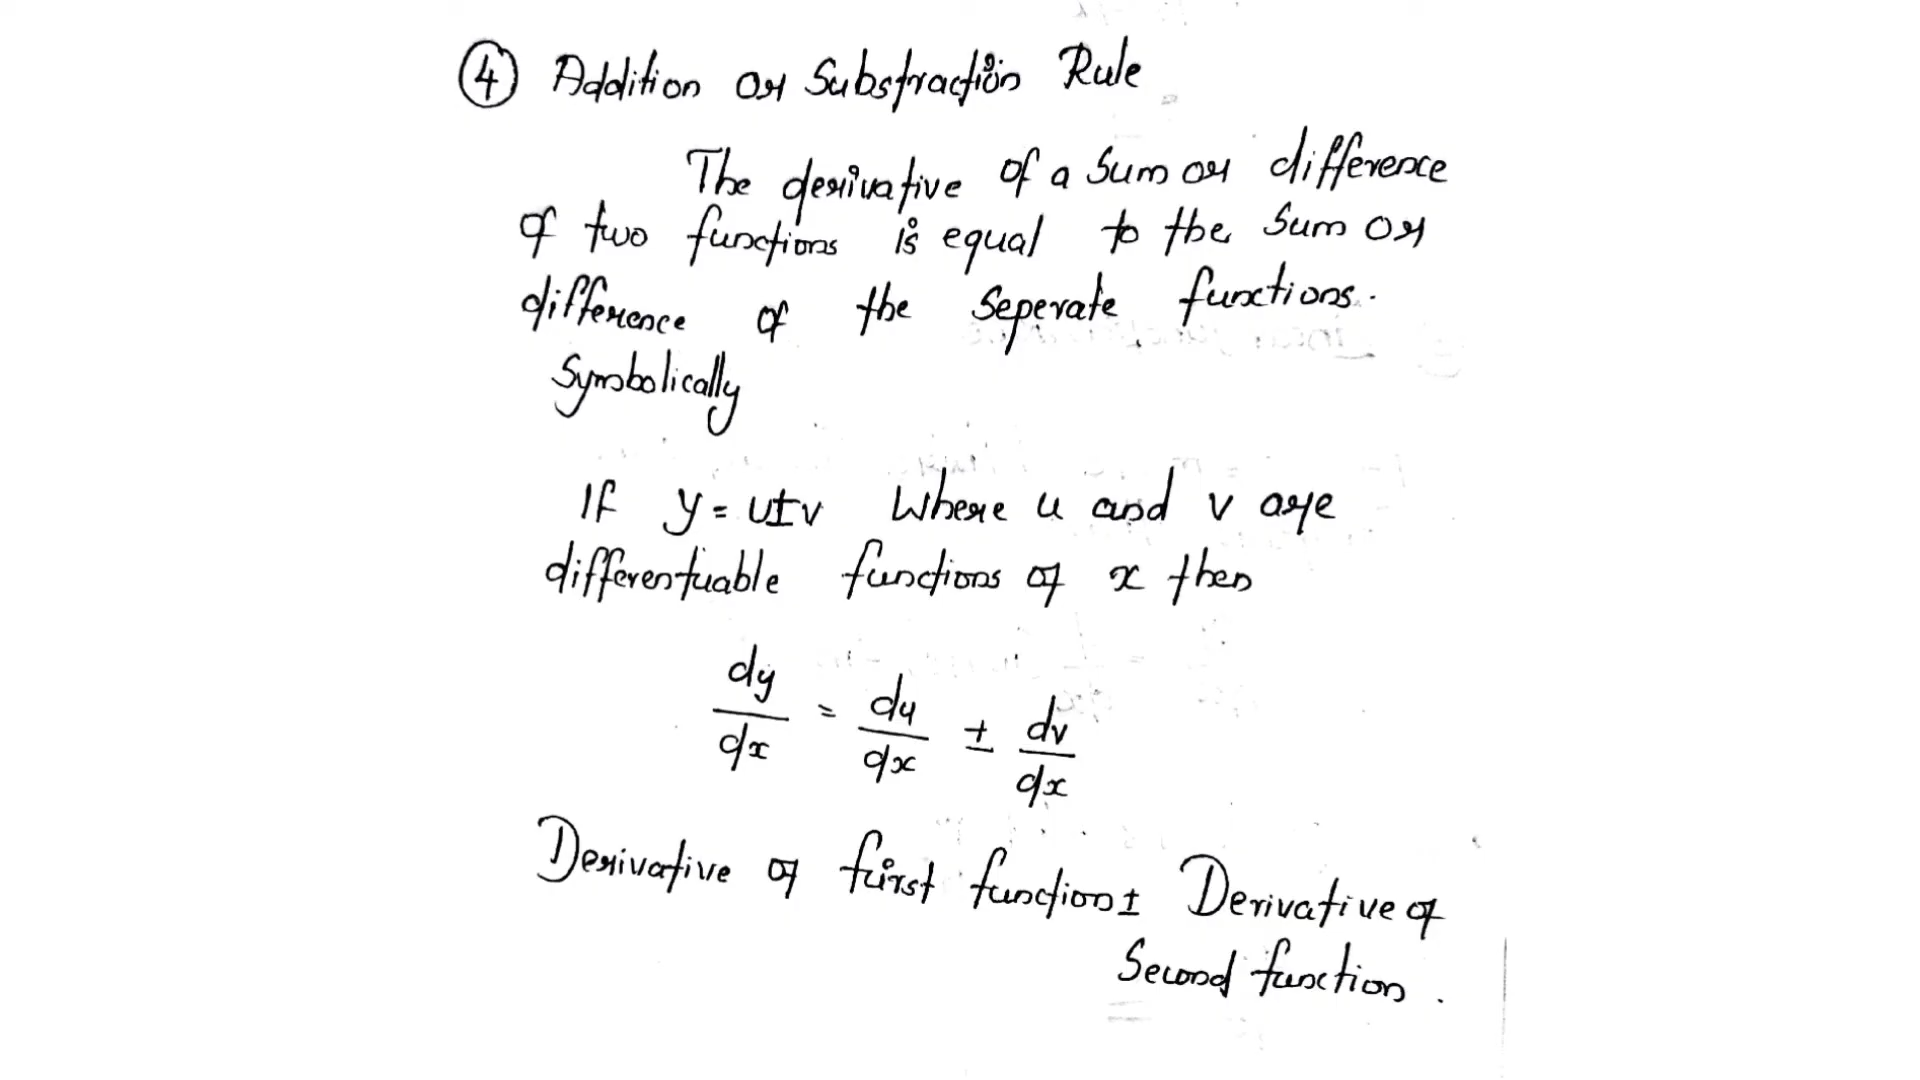 ④ Addition or Substraction Rule
The derivative of a Sum or difference
of two functions is equal to the Sum or
difference of the Seperate functions.
Symbolically
If y = u±v Where u and v are
differentuable functions of x then
dy/dx = du/dx ± dv/dx
Derivative of first function ± Derivative of
Second function.